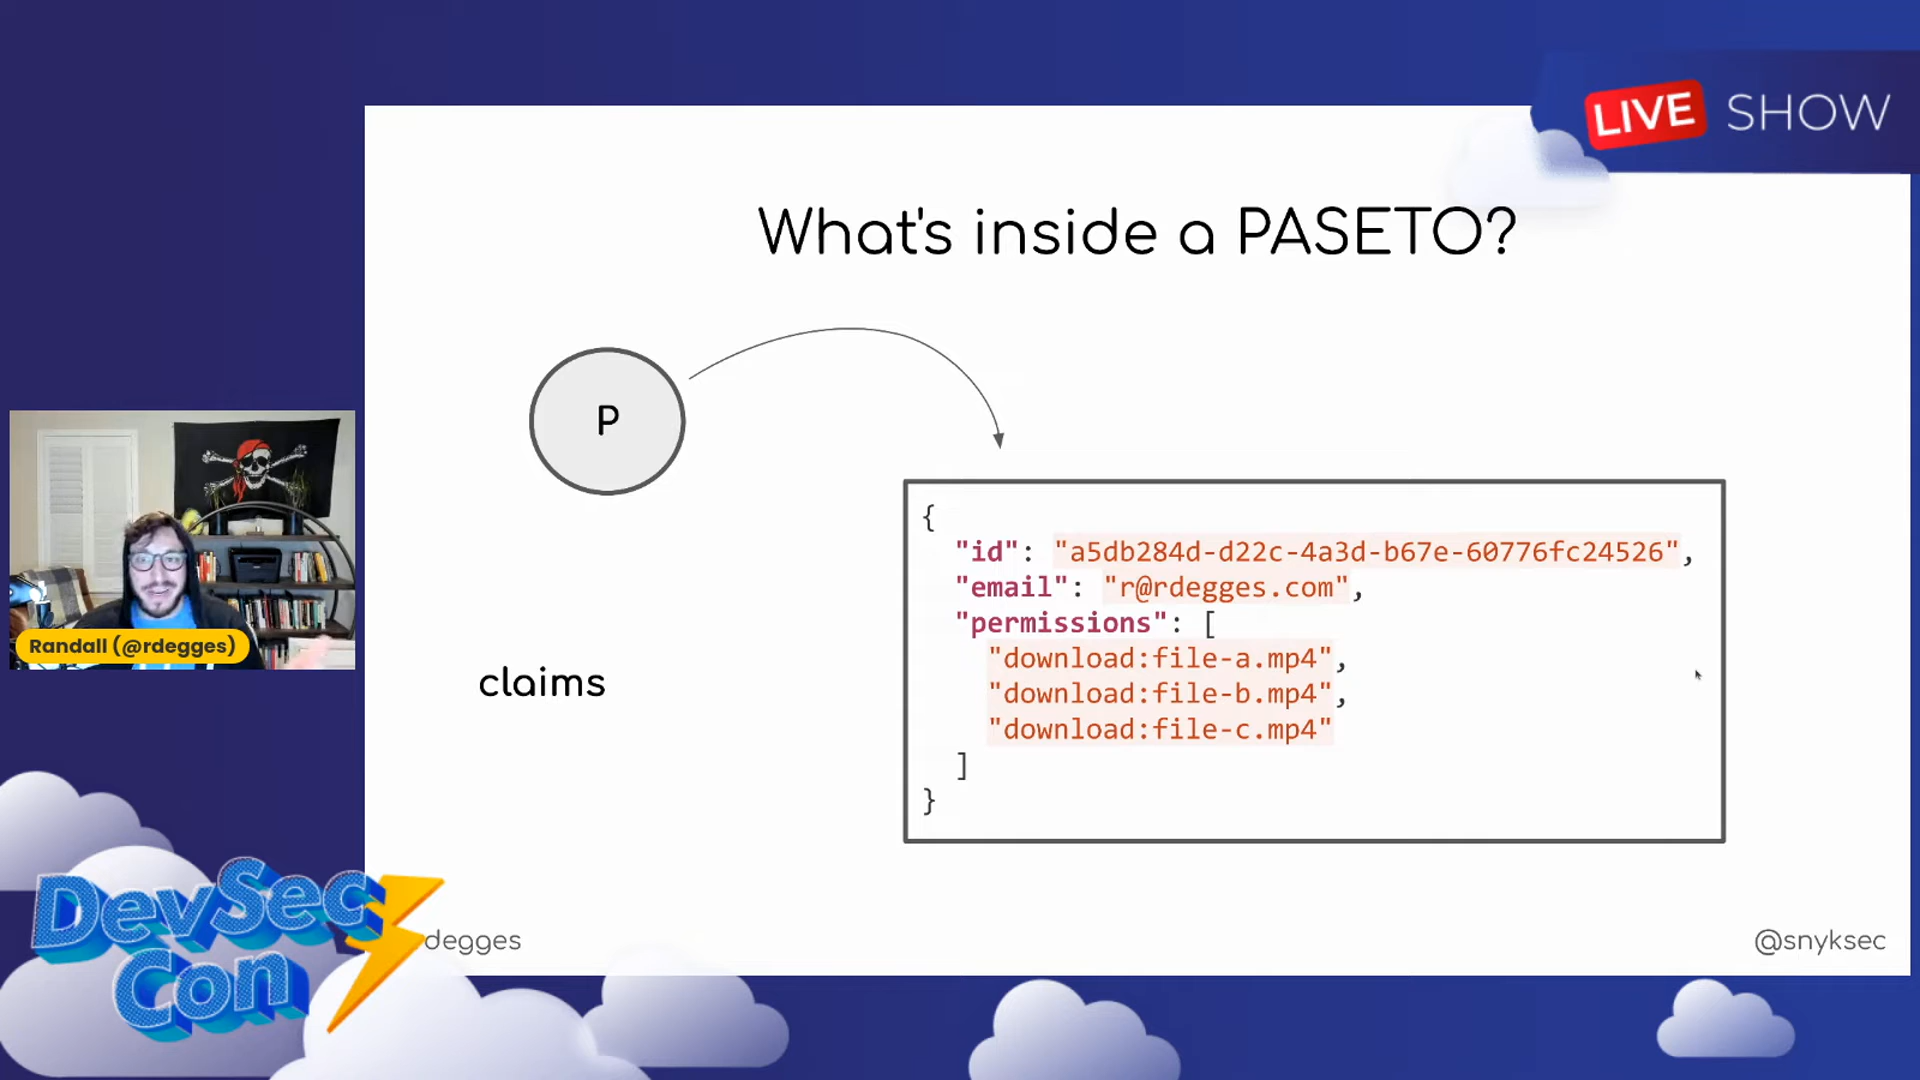 LIVE SHOW
What's inside a PASETO?
P
{
"id": "a5db284d-d22c-4a3d-b67e-60776fc24526",
"email": "r@rdegges.com",
"permissions": [
"download:file-a.mp4",
"download:file-b.mp4",
"download:file-c.mp4"
]
}
claims
Randall (@rdegges)
DevSec
Con
degges
@snyksec